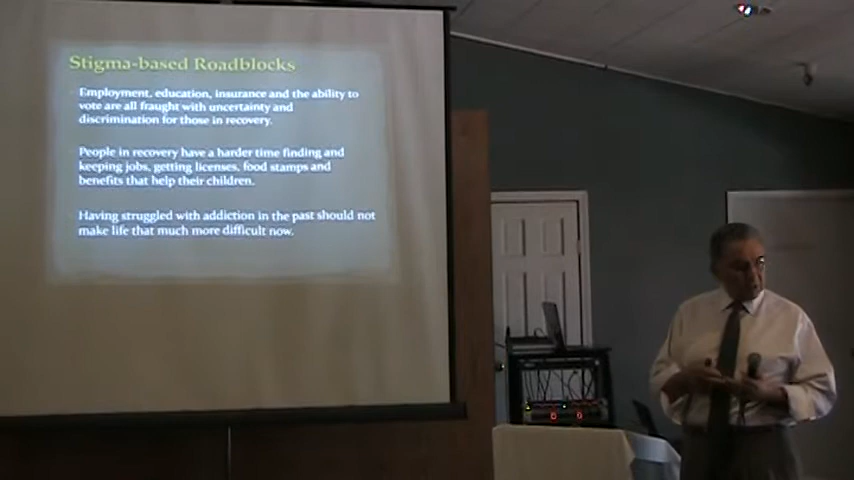 Stigma-based Roadblocks
Employment, education, insurance and the ability to
vote are all fraught with uncertainty and
discrimination for those in recovery.
People in recovery have a harder time finding and
keeping jobs, getting licenses, food stamps and
benefits that help their children.
Having struggled with addiction in the past should not
make life that much more difficult now.